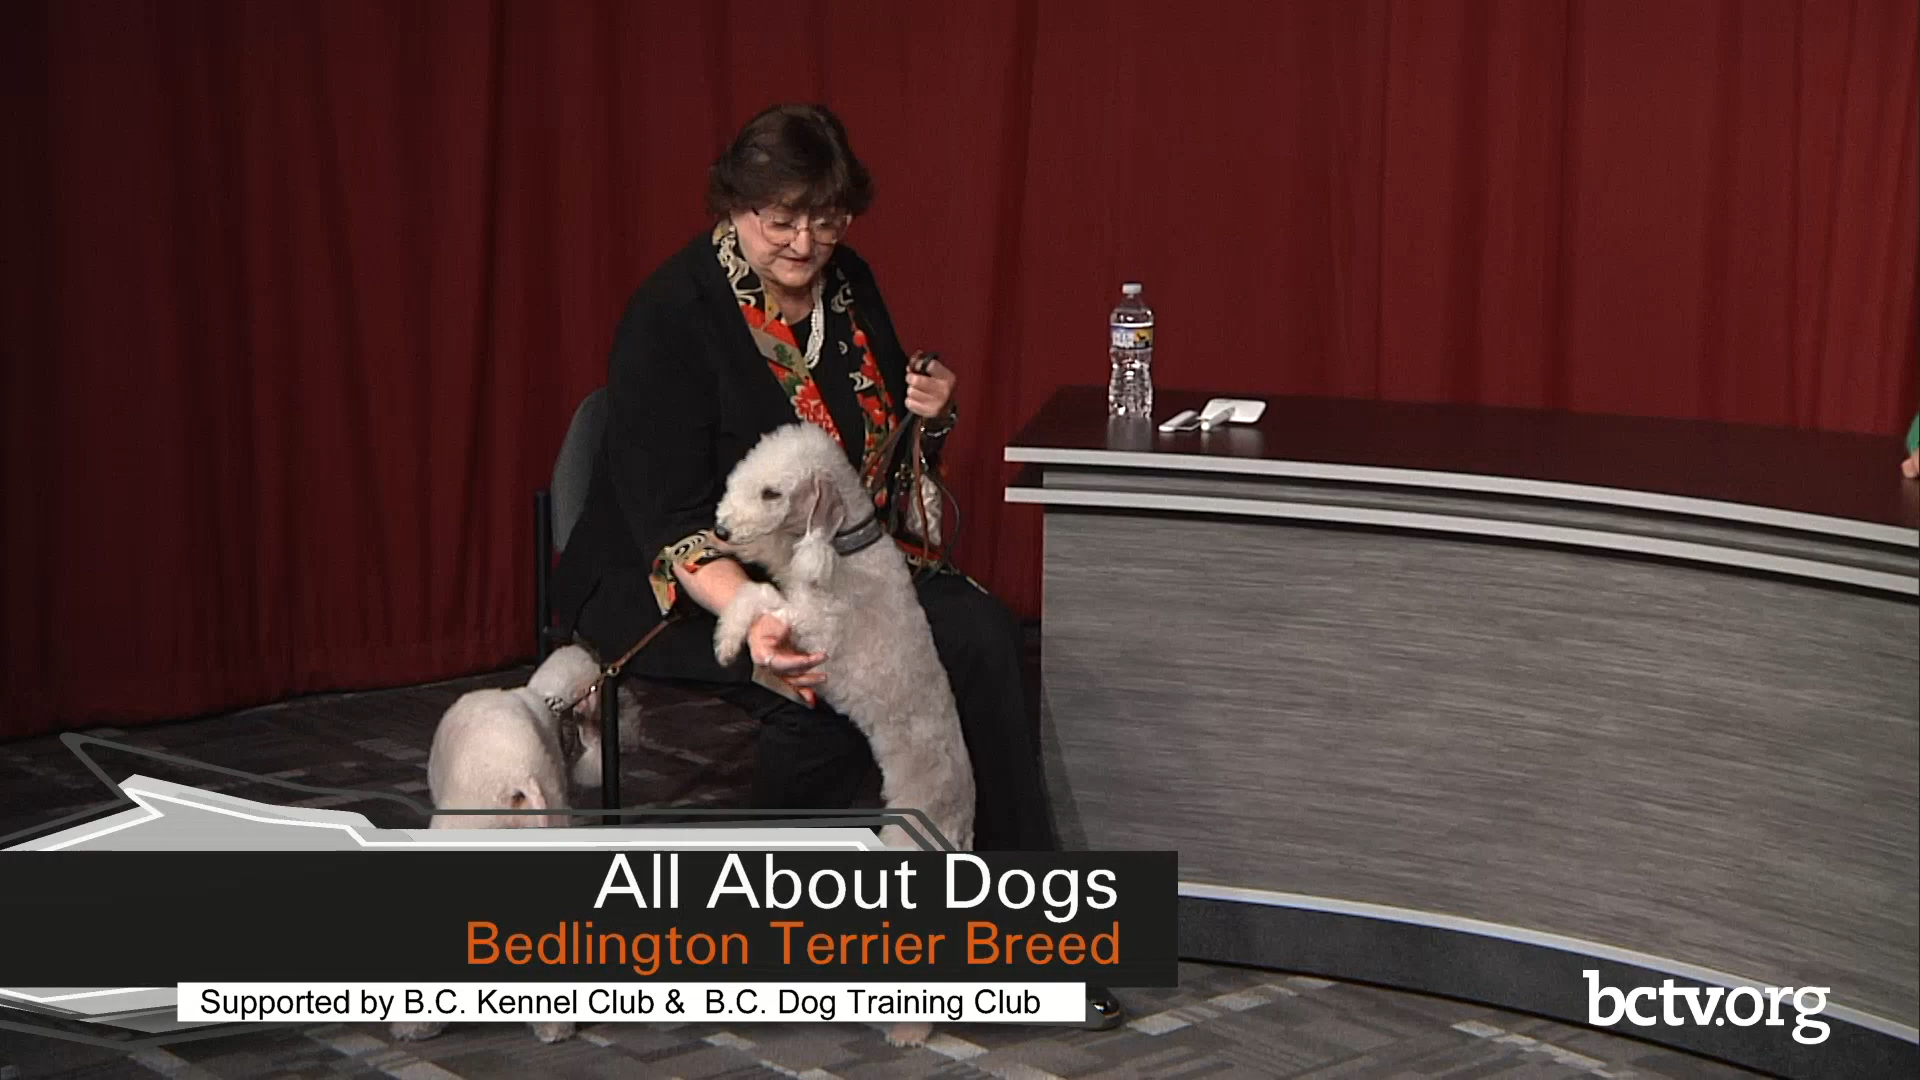 All About Dogs
Bedlington Terrier Breed
Supported by B.C. Kennel Club &  B.C. Dog Training Club
bctv.org